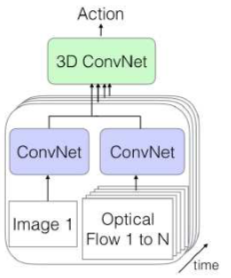 Action
3D ConvNet
ConvNet ConvNet
Image 1
Optical
Flow 1 to N
time